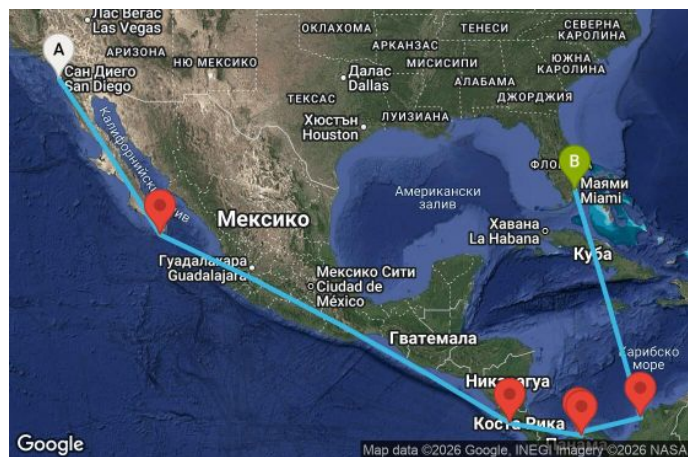 Лас Вегас
Las Vegas
ОКЛАХОМА
ТЕНЕСИ
СЕВЕРНА
КАРОЛИНА
A
АРИЗОНА
АРКАНЗАС
Сан Диего
San Diego
НЮ МЕКСИКО
Далас
Dallas
МИСИСИПИ
ЮЖНА
КАРОЛИНА
АЛАБАМА
ТЕКСАС
ДЖОРДЖИЯ
Хюстън
Houston
ЛУИЗИАНА
Калифорнийски
B
Маями
Miami
Американски
залив
Мексико
Хавана
La Habana
Куба
Гуадалахара
Guadalajara
Мексико Сити
Ciudad de
México
Гватемала
море
Коста Рика
Google
Map data ©2026 Google, INEGI Imagery ©2026 NASA